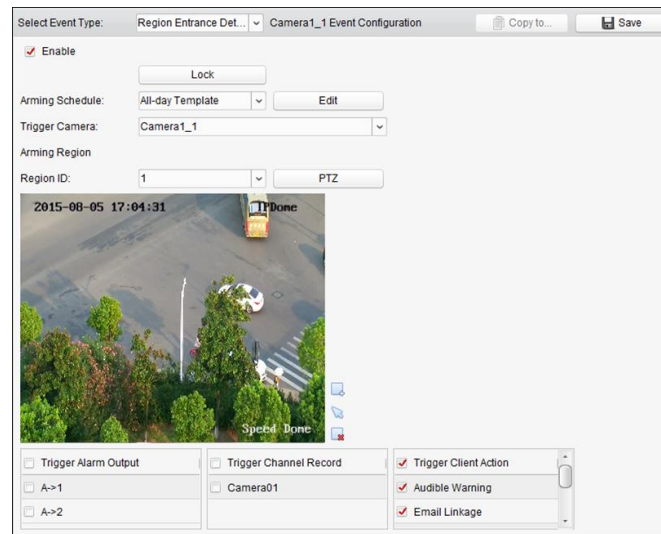 Select Event Type: Region Entrance Det... Camera1_1 Event Configuration Copy to... Save
Enable
Lock
Arming Schedule: All-day Template Edit
Trigger Camera: Camera1_1
Arming Region
Region ID: 1 PTZ
2015-08-05 17:04:31 IPDome
Speed Dome
Trigger Alarm Output Trigger Channel Record Trigger Client Action
A->1 Camera01 Audible Warning
A->2 Email Linkage